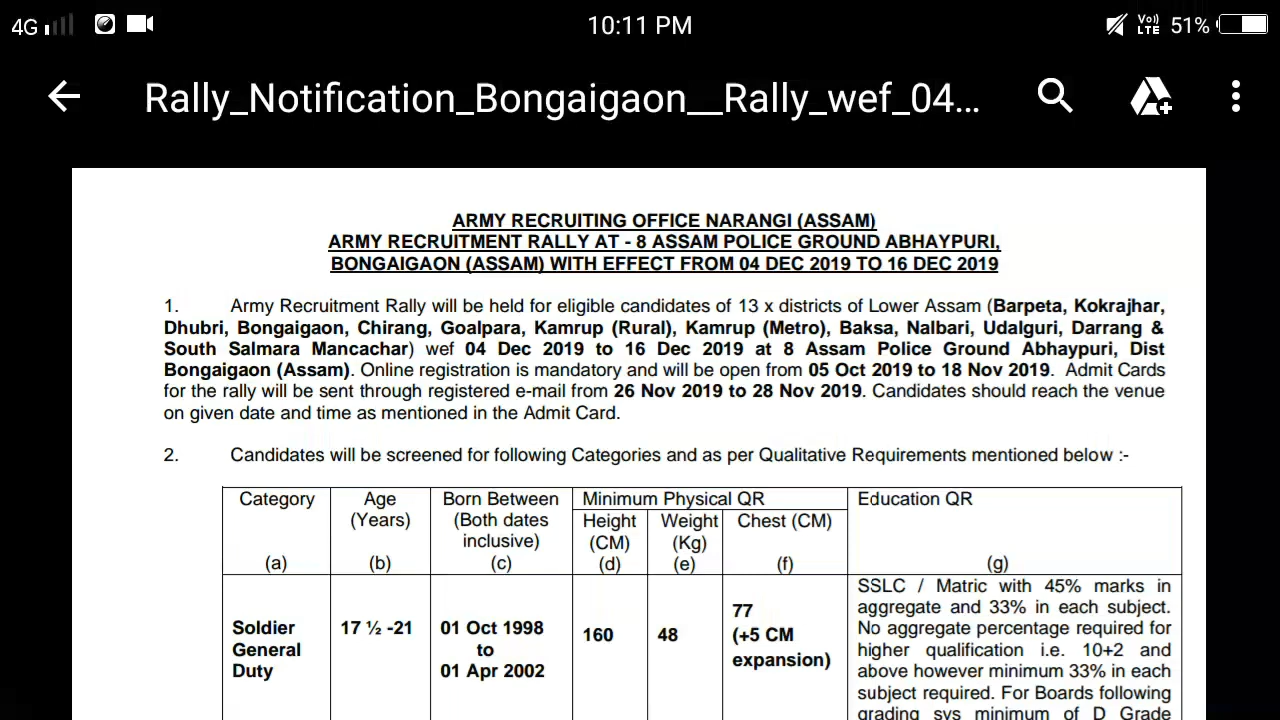 4G 10:11 PM Vo)) LTE 51%
Rally_Notification_Bongaigaon__Rally_wef_04...
ARMY RECRUITING OFFICE NARANGI (ASSAM)
ARMY RECRUITMENT RALLY AT - 8 ASSAM POLICE GROUND ABHAYPURI,
BONGAIGAON (ASSAM) WITH EFFECT FROM 04 DEC 2019 TO 16 DEC 2019
1. Army Recruitment Rally will be held for eligible candidates of 13 x districts of Lower Assam (Barpeta, Kokrajhar,
Dhubri, Bongaigaon, Chirang, Goalpara, Kamrup (Rural), Kamrup (Metro), Baksa, Nalbari, Udalguri, Darrang &
South Salmara Mancachar) wef 04 Dec 2019 to 16 Dec 2019 at 8 Assam Police Ground Abhaypuri, Dist
Bongaigaon (Assam). Online registration is mandatory and will be open from 05 Oct 2019 to 18 Nov 2019. Admit Cards
for the rally will be sent through registered e-mail from 26 Nov 2019 to 28 Nov 2019. Candidates should reach the venue
on given date and time as mentioned in the Admit Card.
2. Candidates will be screened for following Categories and as per Qualitative Requirements mentioned below :-
Category Age Born Between Minimum Physical QR Education QR
(Years) (Both dates Height Weight Chest (CM)
inclusive) (CM) (Kg)
(a) (b) (c) (d) (e) (f) (g)
Soldier
General
Duty
17 ½ -21
01 Oct 1998
to
01 Apr 2002
160
48
77
(+5 CM
expansion)
SSLC / Matric with 45% marks in
aggregate and 33% in each subject.
No aggregate percentage required for
higher qualification i.e. 10+2 and
above however minimum 33% in each
subject required. For Boards following
grading sys minimum of D Grade